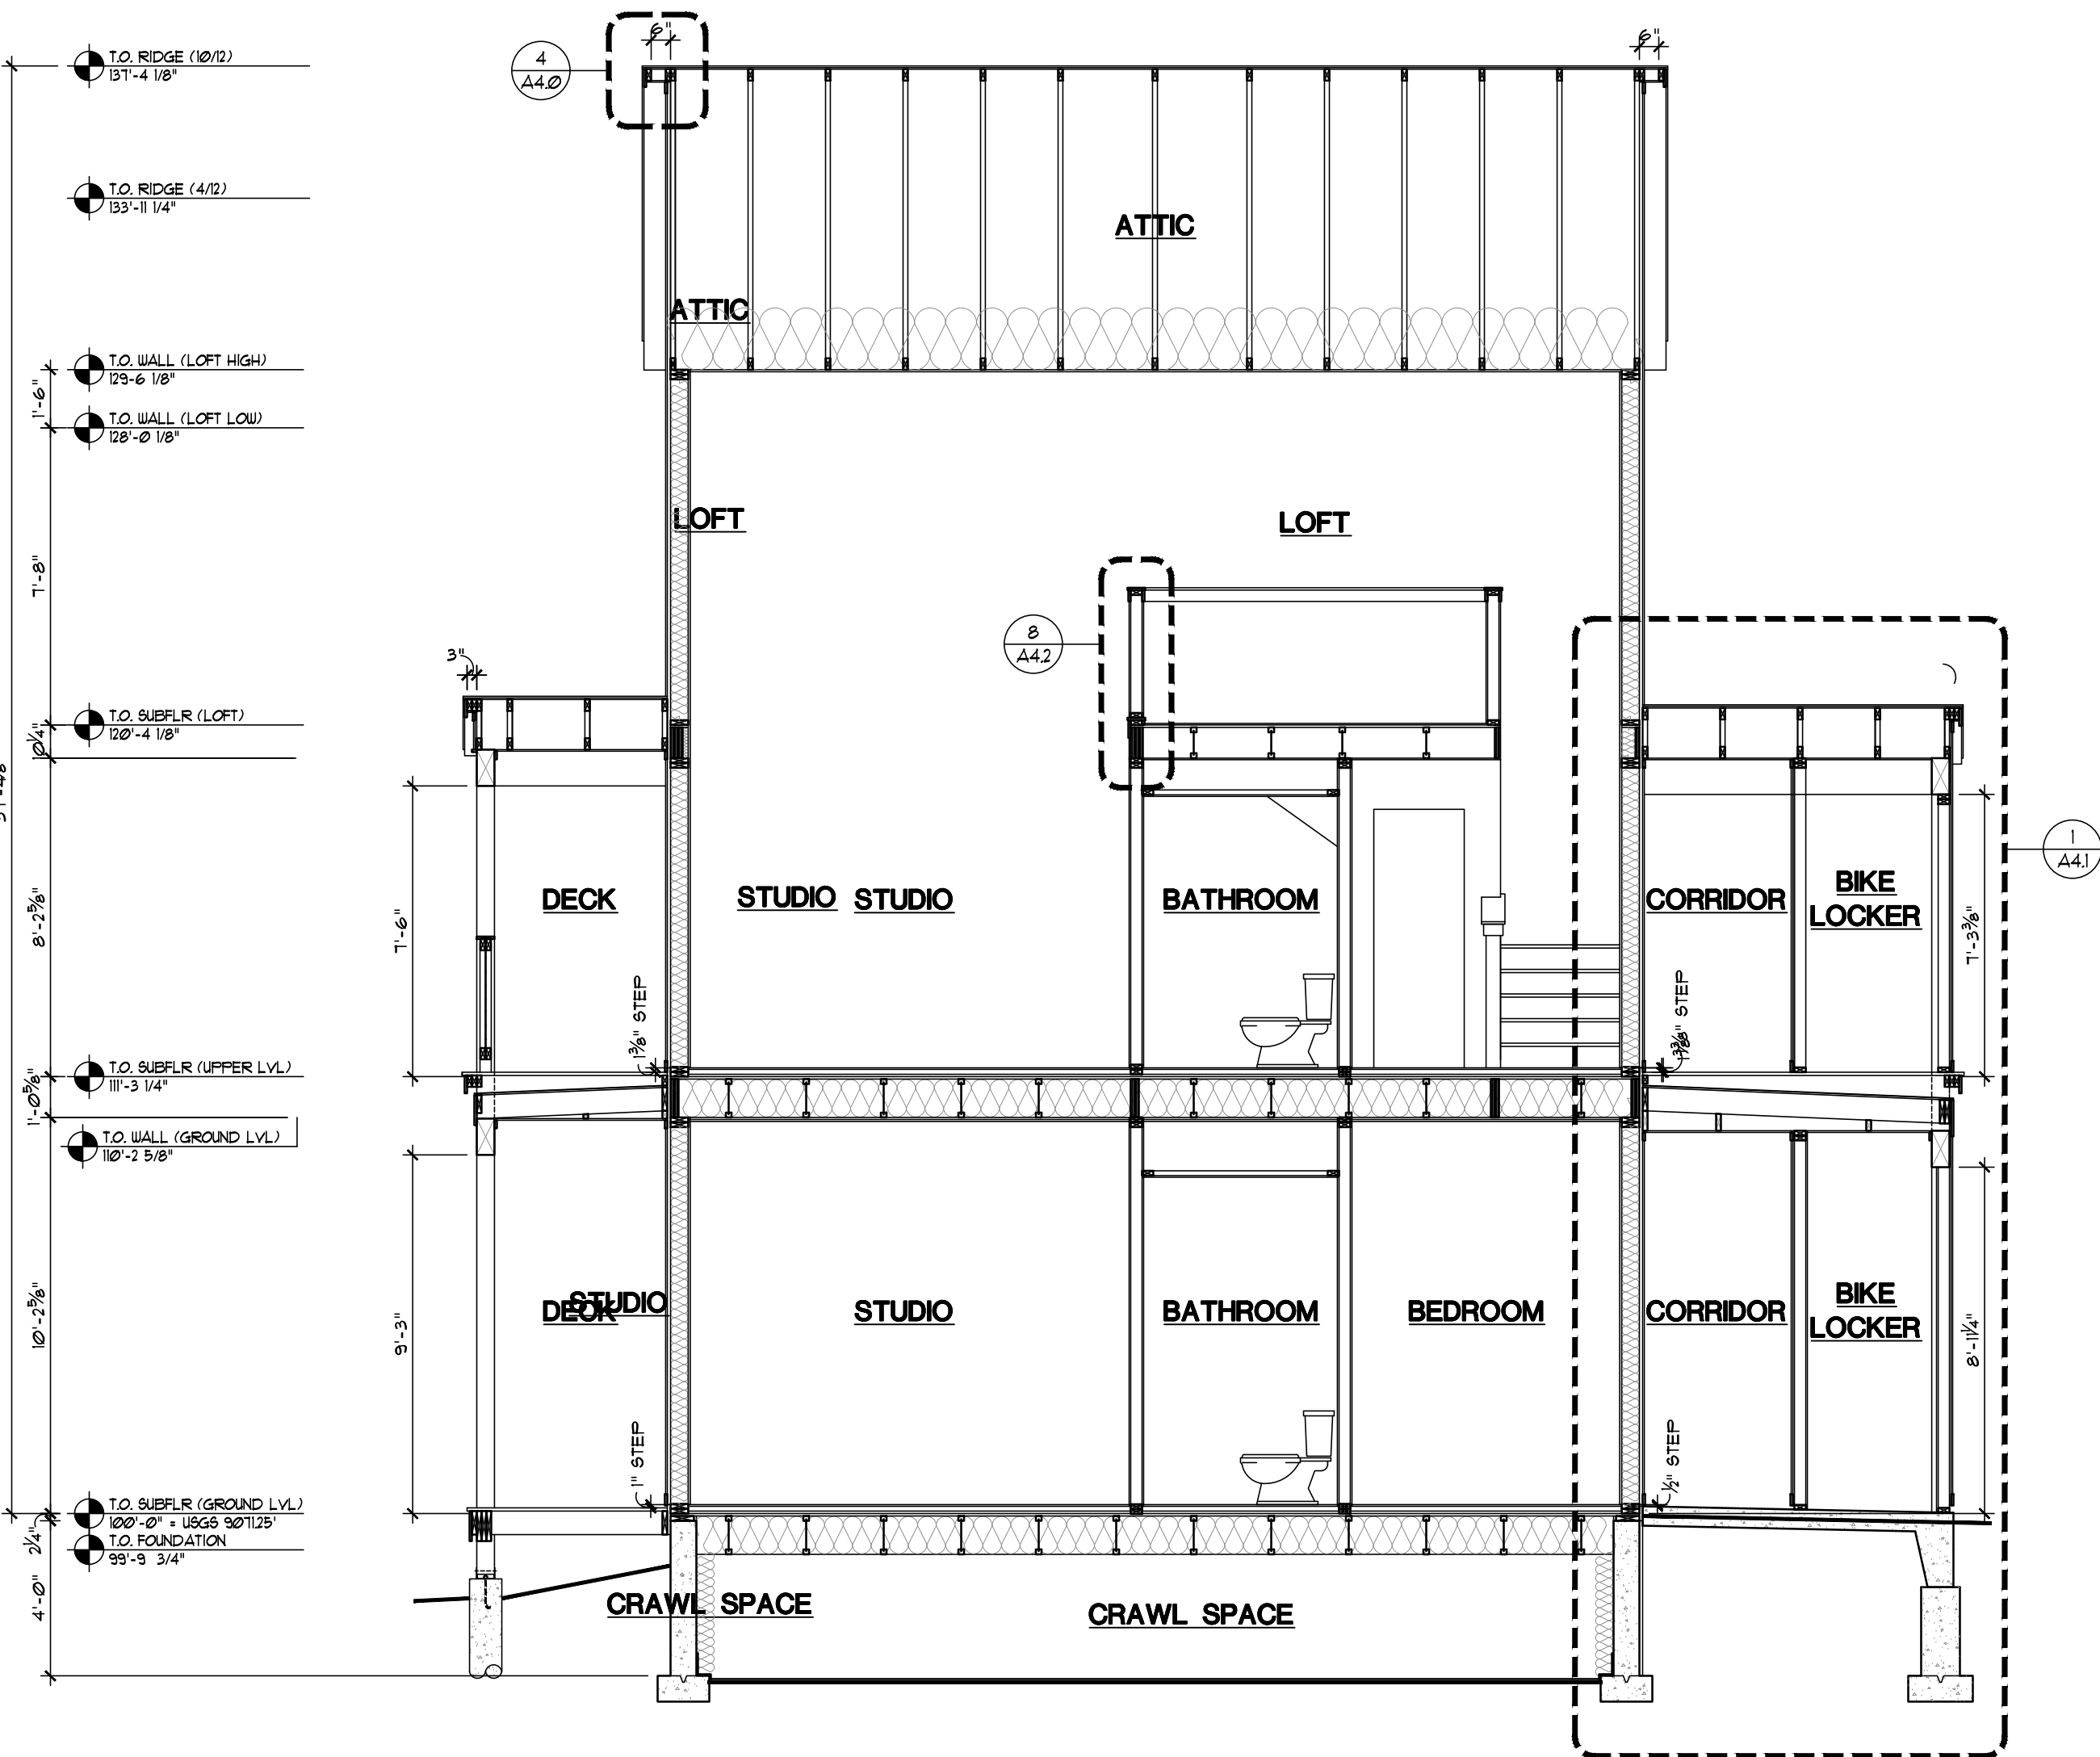 6"
6"
4
A4.0
T.O. RIDGE (10/12)
137'-4 1/8"
T.O. RIDGE (4/12)
133'-11 1/4"
ATTIC
ATTIC
T.O. WALL (LOFT HIGH)
129-6 1/8"
1'-6"
T.O. WALL (LOFT LOW)
128'-0 1/8"
LOFT
LOFT
7'-8"
8
A4.2
3"
T.O. SUBFLR (LOFT)
120'-4 1/8"
10 1/4"
1
A4.1
DECK
STUDIO
STUDIO
BATHROOM
CORRIDOR
BIKE
LOCKER
8'-2 5/8"
7'-6"
7'-3 3/8"
1 3/8" STEP
STEP
T.O. SUBFLR (UPPER LVL)
111'-3 1/4"
1'-0 5/8"
T.O. WALL (GROUND LVL)
110'-2 5/8"
DECK
STUDIO
STUDIO
BATHROOM
BEDROOM
CORRIDOR
BIKE
LOCKER
10'-2 5/8"
9'-3"
8'-11 1/4"
1" STEP
1/2" STEP
T.O. SUBFLR (GROUND LVL)
100'-0" = USGS 9071.25'
2 1/4"
T.O. FOUNDATION
99'-9 3/4"
4'-0"
CRAWL SPACE
CRAWL SPACE